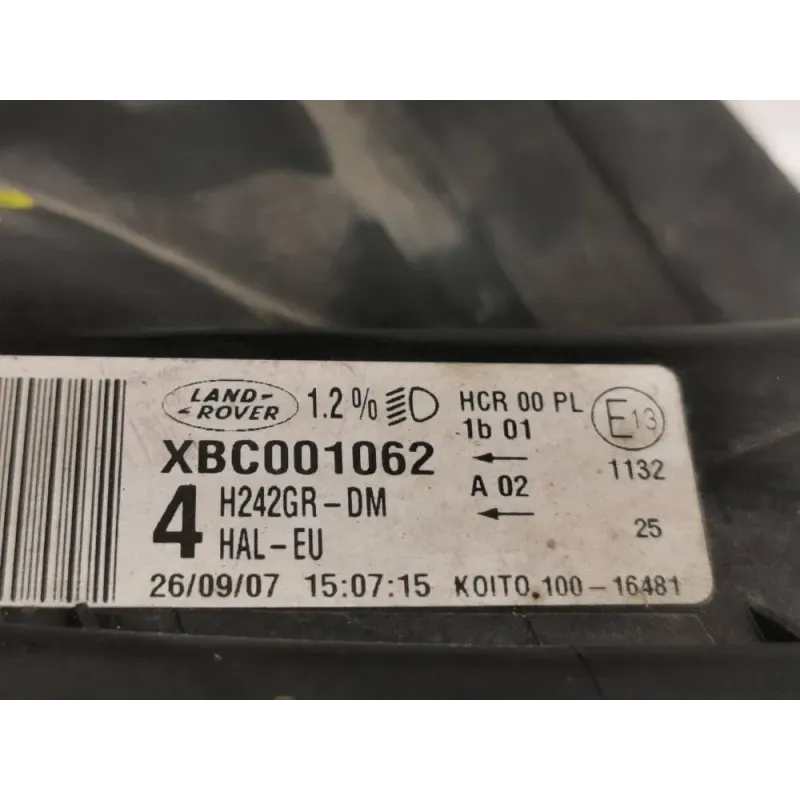 LAND-
ROVER
1.2%
XBC001062
4
H242GR-DM
HAL-EU
26/09/07 15:07:15
HCR 00 PL
1b 01
A 02
E13
1132
25
KOITO.100-16481